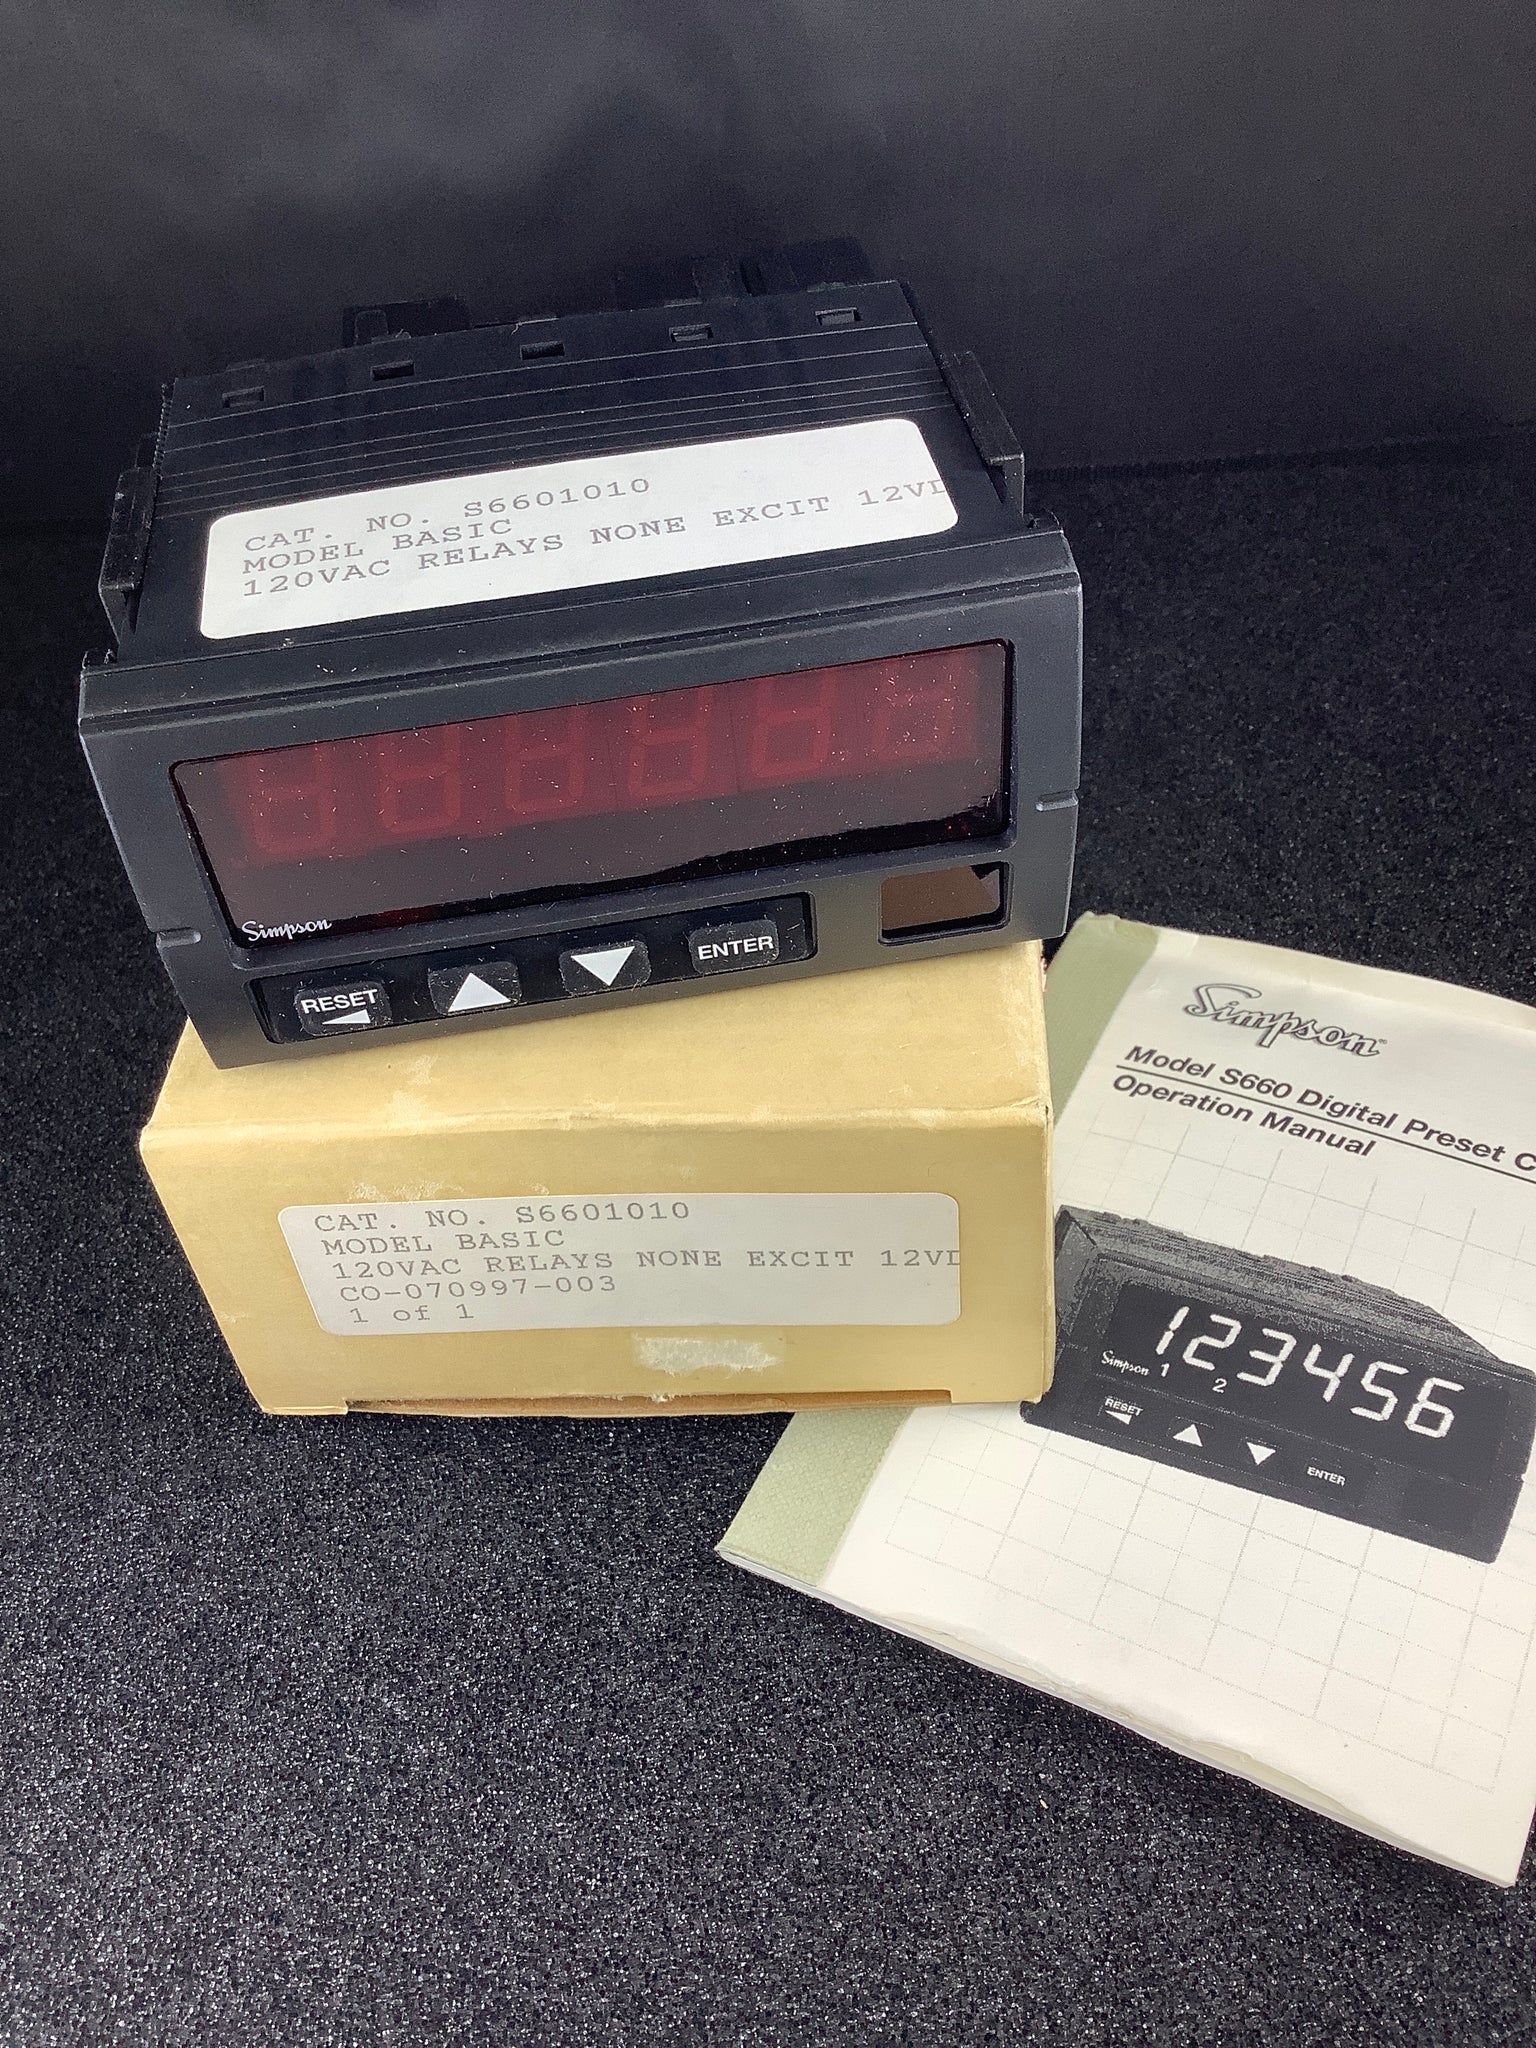 CAT. NO. S6601010
MODEL BASIC
120VAC RELAYS NONE EXCIT 12VD
Simpson
RESET
ENTER
CAT. NO. S6601010
MODEL BASIC
120VAC RELAYS NONE EXCIT 12VD
CO-070997-003
1 of 1
Simpson
Model S660 Digital Preset C
Operation Manual
123456
Simpson 1 2
RESET
ENTER